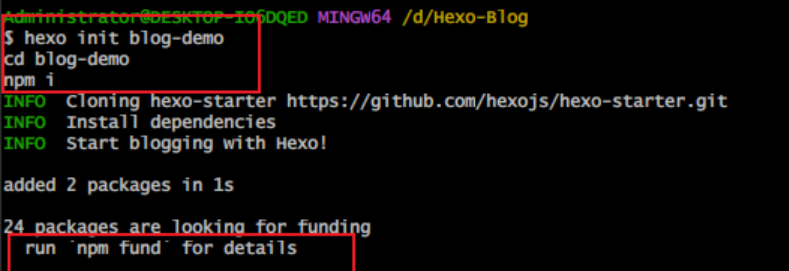 Administrator@DESKTOP-IO6DQED MINGW64 /d/Hexo-Blog
$ hexo init blog-demo
cd blog-demo
npm i
INFO  Cloning hexo-starter https://github.com/hexojs/hexo-starter.git
INFO  Install dependencies
INFO  Start blogging with Hexo!
added 2 packages in 1s
24 packages are looking for funding
run `npm fund` for details